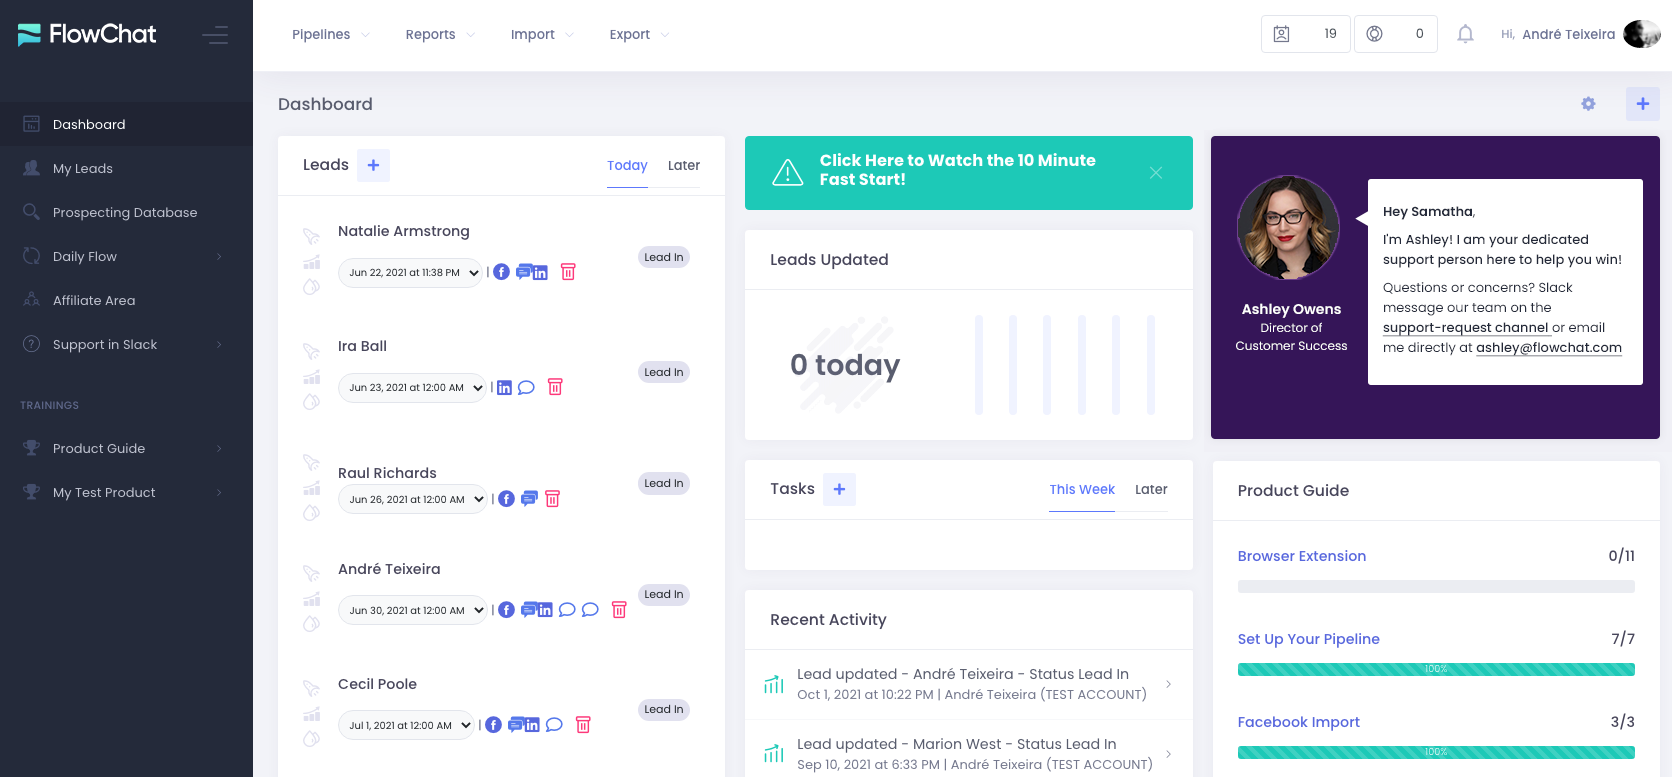 FlowChat
Pipelines
Reports
Import
Export
19
0
Hi, André Teixeira
Dashboard
My Leads
Prospecting Database
Daily Flow
Affiliate Area
Support in Slack
TRAININGS
Product Guide
My Test Product
Dashboard
Leads
Today
Later
Natalie Armstrong
Jun 22, 2021 at 11:38 PM |
Lead In
Ira Ball
Jun 23, 2021 at 12:00 AM |
Lead In
Raul Richards
Jun 26, 2021 at 12:00 AM |
Lead In
André Teixeira
Jun 30, 2021 at 12:00 AM |
Lead In
Cecil Poole
Jul 1, 2021 at 12:00 AM |
Lead In
Click Here to Watch the 10 Minute
Fast Start!
Leads Updated
0 today
Tasks
This Week
Later
Recent Activity
Lead updated - André Teixeira - Status Lead In
Oct 1, 2021 at 10:22 PM | André Teixeira (TEST ACCOUNT)
Lead updated - Marion West - Status Lead In
Sep 10, 2021 at 6:33 PM | André Teixeira (TEST ACCOUNT)
Ashley Owens
Director of
Customer Success
Hey Samatha,
I'm Ashley! I am your dedicated
support person here to help you win!
Questions or concerns? Slack
message our team on the
support-request channel or email
me directly at ashley@flowchat.com
Product Guide
Browser Extension 0/11
Set Up Your Pipeline 7/7
100%
Facebook Import 3/3
100%